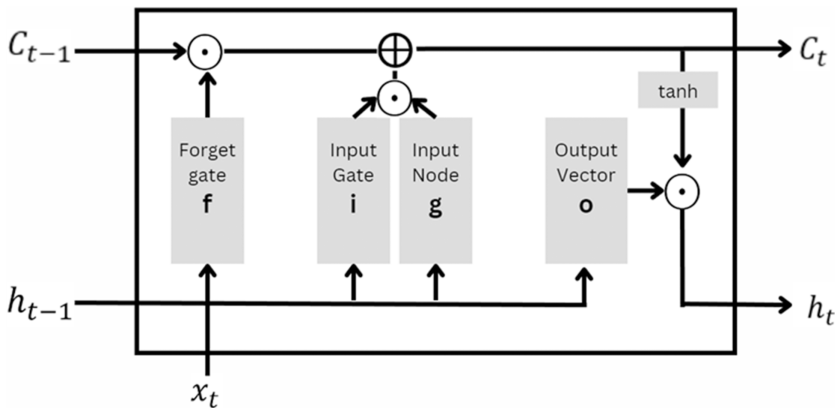 C_{t-1}
C_t
tanh
Forget
gate
f
Input
Gate
i
Input
Node
g
Output
Vector
o
h_{t-1}
h_t
x_t